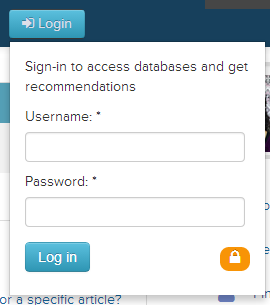 Login
Sign-in to access databases and get
recommendations
Username: *
Password: *
Log in
or a specific article?